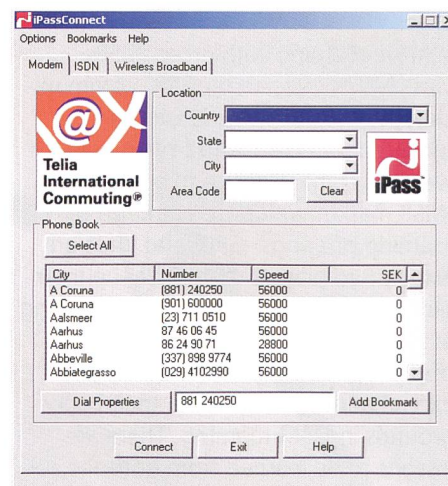 iPassConnect
Options Bookmarks Help
Modem ISDN Wireless Broadband
Location
Country
State
City
Area Code Clear
Telia
International
Commuting®
iPass
Phone Book
Select All
City Number Speed SEK
A Coruna (881) 240250 56000 0
A Coruna (901) 600000 56000 0
Aalsmeer (23) 711 0510 56000 0
Aarhus 87 46 06 45 56000 0
Aarhus 86 24 90 71 28800 0
Abbeville (337) 898 9774 56000 0
Abbiategrasso (029) 4102990 56000 0
Dial Properties 881 240250 Add Bookmark
Connect Exit Help